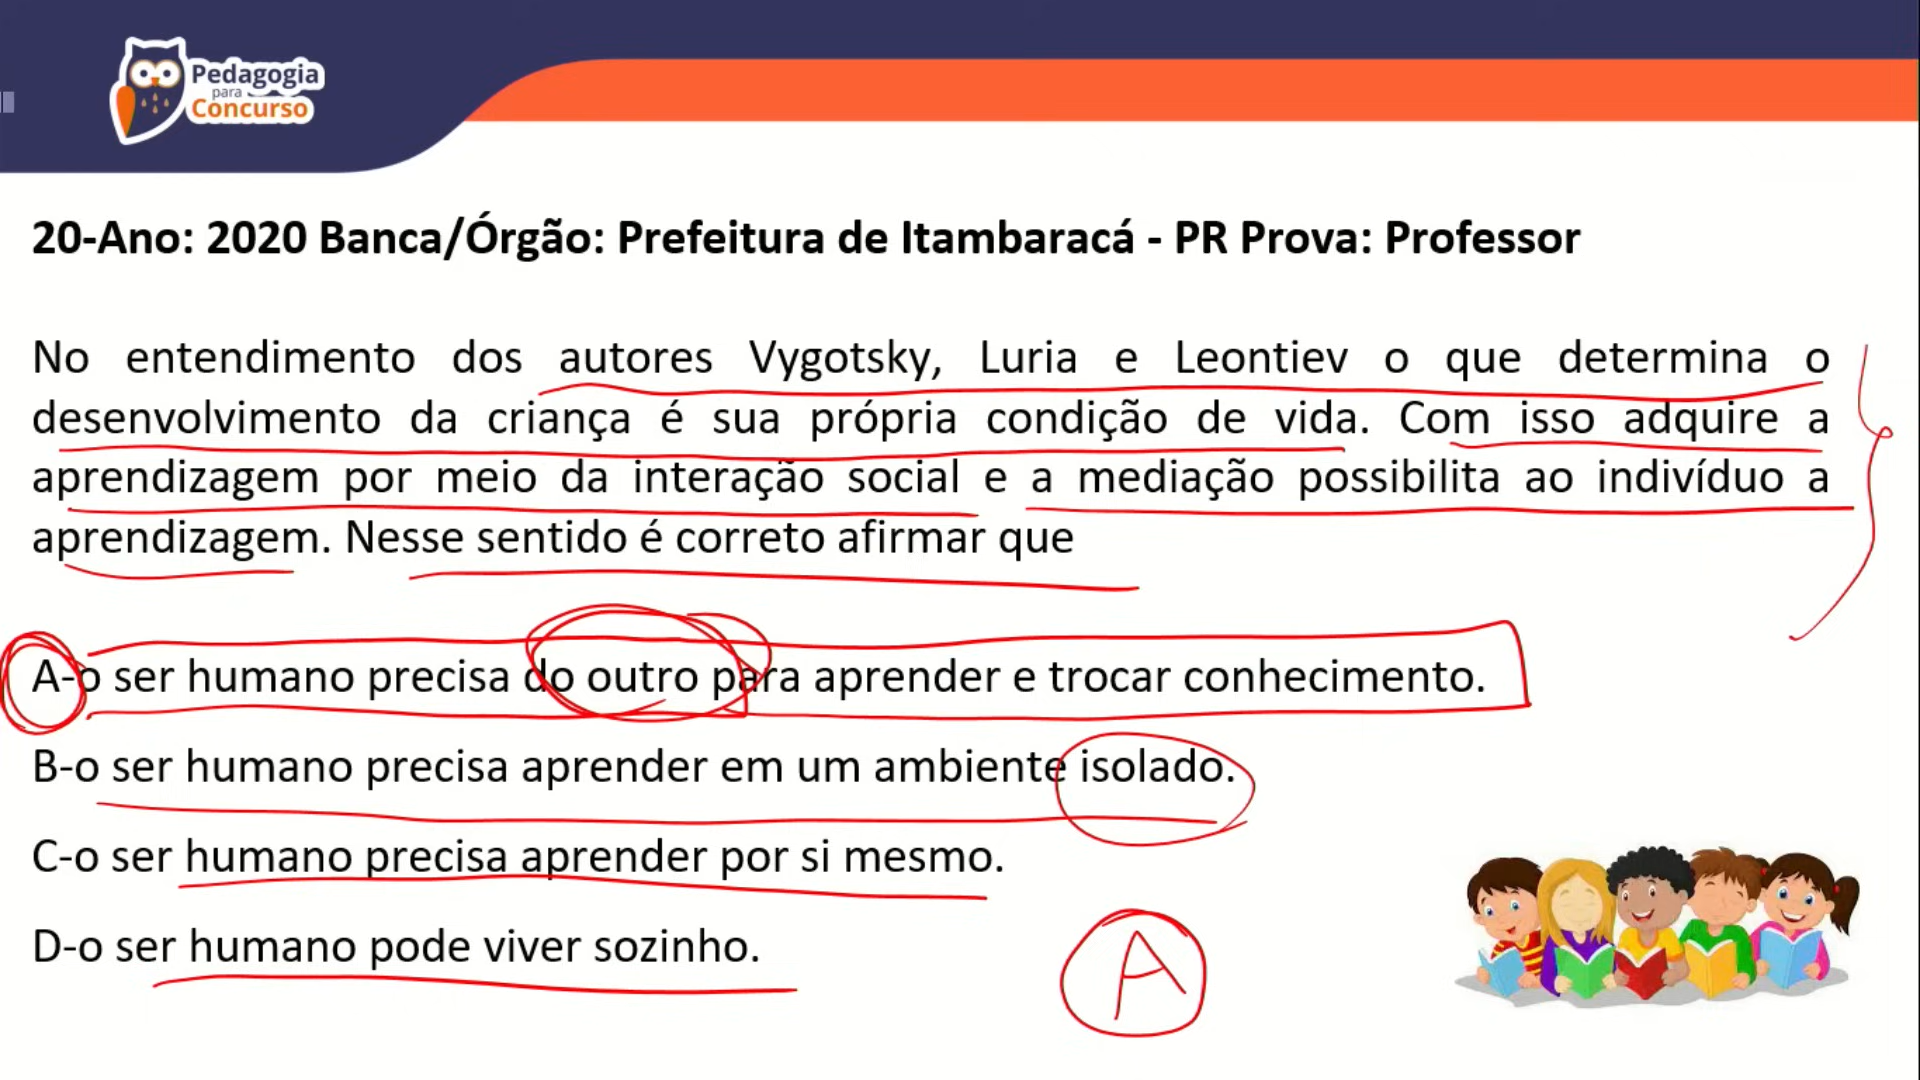 Pedagogia
para
Concurso
20-Ano: 2020 Banca/Órgão: Prefeitura de Itambaracá - PR Prova: Professor
No entendimento dos autores Vygotsky, Luria e Leontiev o que determina o
desenvolvimento da criança é sua própria condição de vida. Com isso adquire a
aprendizagem por meio da interação social e a mediação possibilita ao indivíduo a
aprendizagem. Nesse sentido é correto afirmar que
A-o ser humano precisa do outro para aprender e trocar conhecimento.
B-o ser humano precisa aprender em um ambiente isolado.
C-o ser humano precisa aprender por si mesmo.
D-o ser humano pode viver sozinho.
A